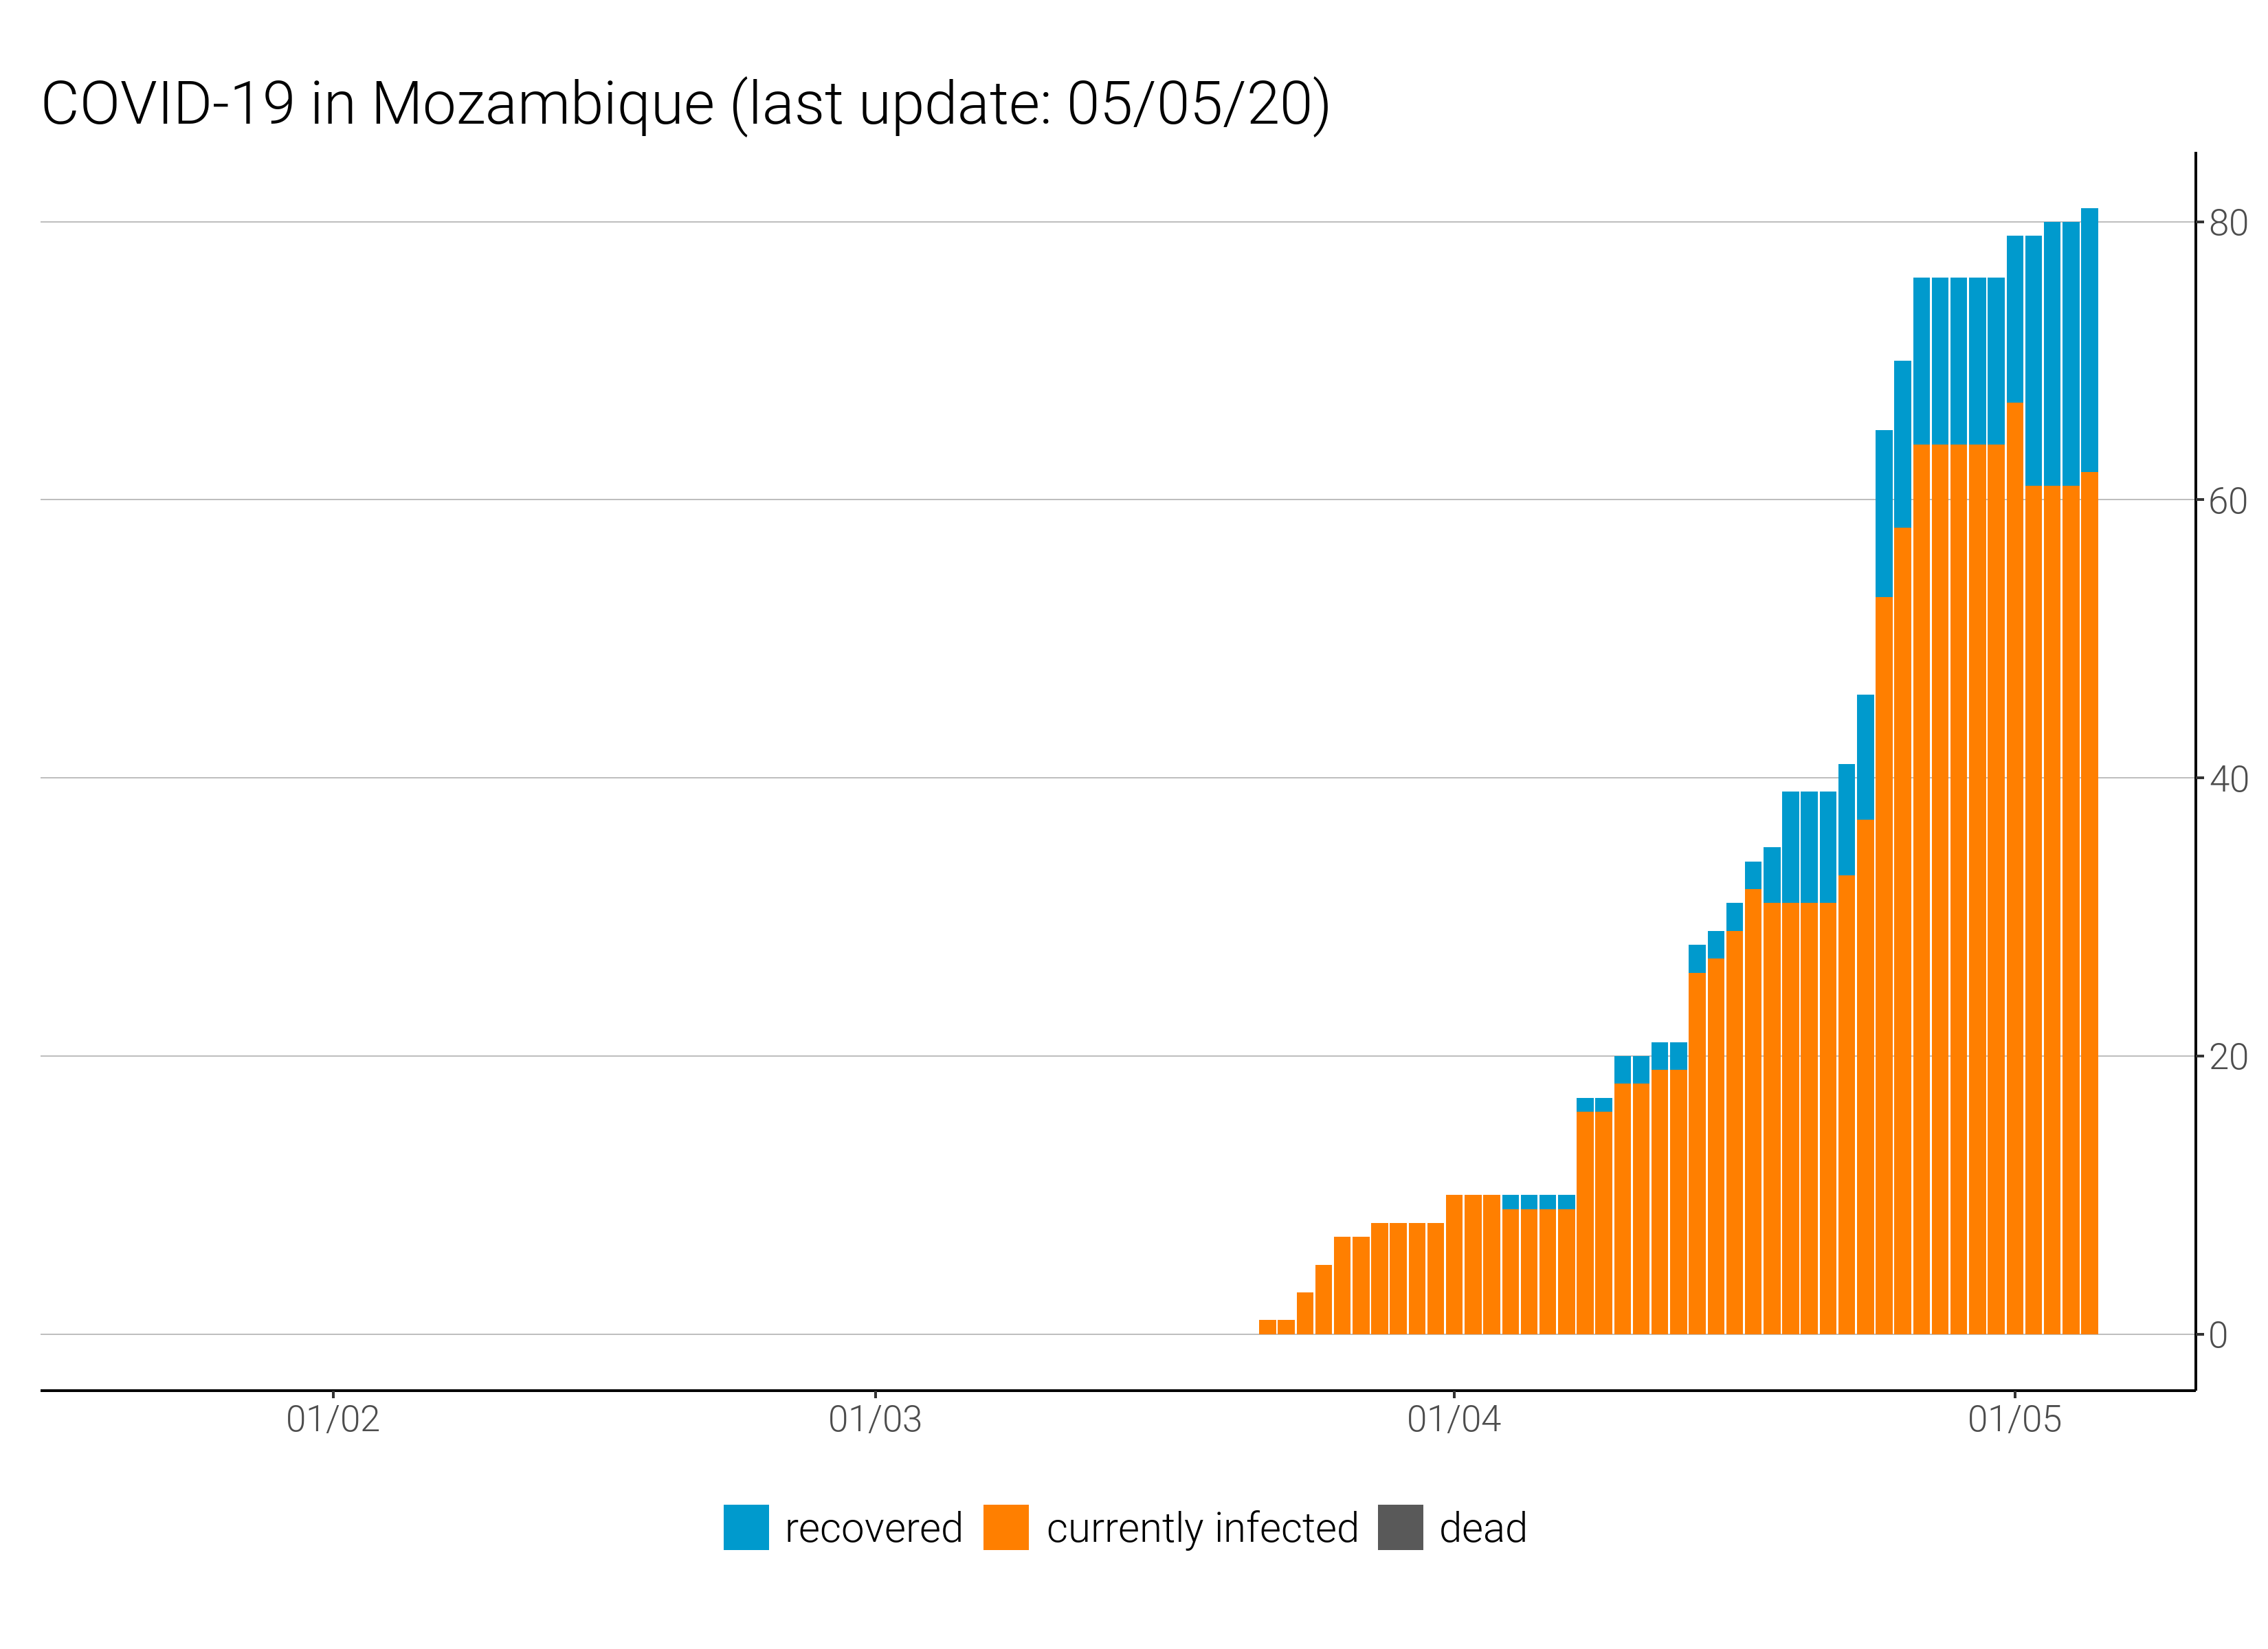 COVID-19 in Mozambique (last update: 05/05/20)
80
60
40
20
0
01/02 01/03 01/04 01/05
recovered currently infected dead